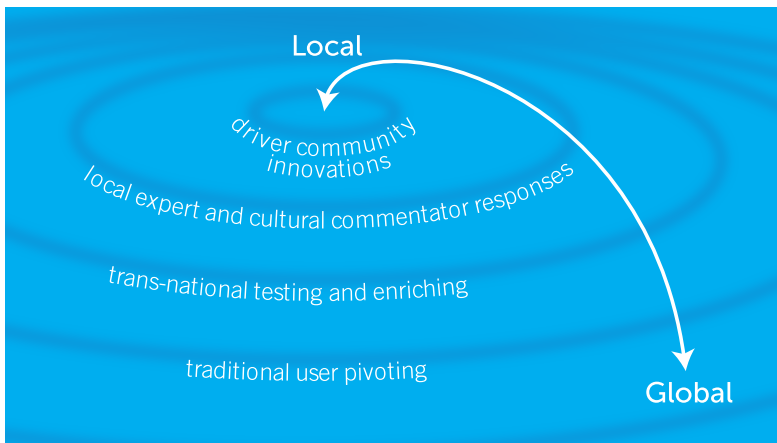 Local
driver community
innovations
local expert and cultural commentator responses
trans-national testing and enriching
traditional user pivoting
Global